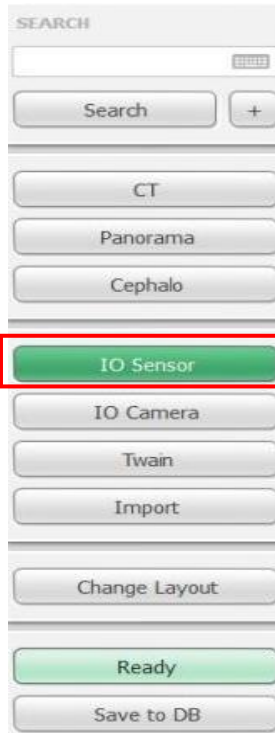 SEARCH
Search +
CT
Panorama
Cephalo
IO Sensor
IO Camera
Twain
Import
Change Layout
Ready
Save to DB